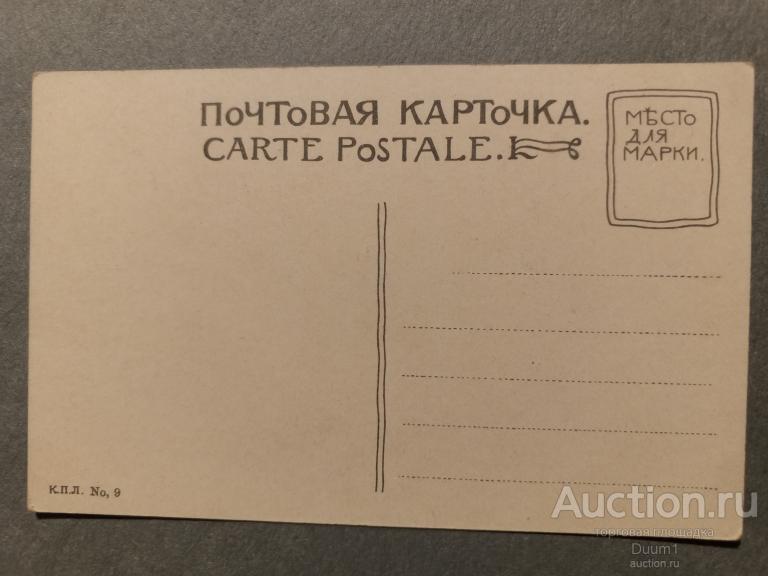 ПОЧТОВАЯ КАРТОЧКА.
CARTE POSTALE.
МѢСТО
ДЛЯ
МАРКИ.
К.П.Л. No, 9
Auction.ru
торговая площадка
Duum1
auction.ru